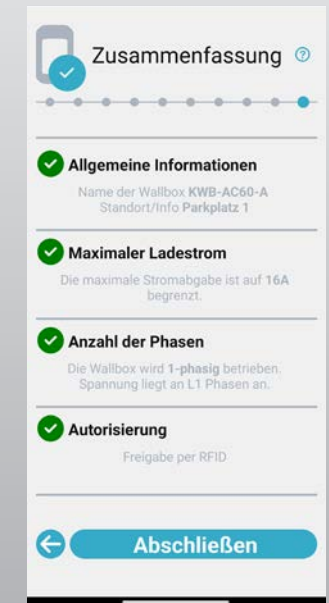 Zusammenfassung ?
Allgemeine Informationen
Name der Wallbox KWB-AC60-A
Standort/Info Parkplatz 1
Maximaler Ladestrom
Die maximale Stromabgabe ist auf 16A
begrenzt.
Anzahl der Phasen
Die Wallbox wird 1-phasig betrieben.
Spannung liegt an L1 Phasen an.
Autorisierung
Freigabe per RFID
Abschließen